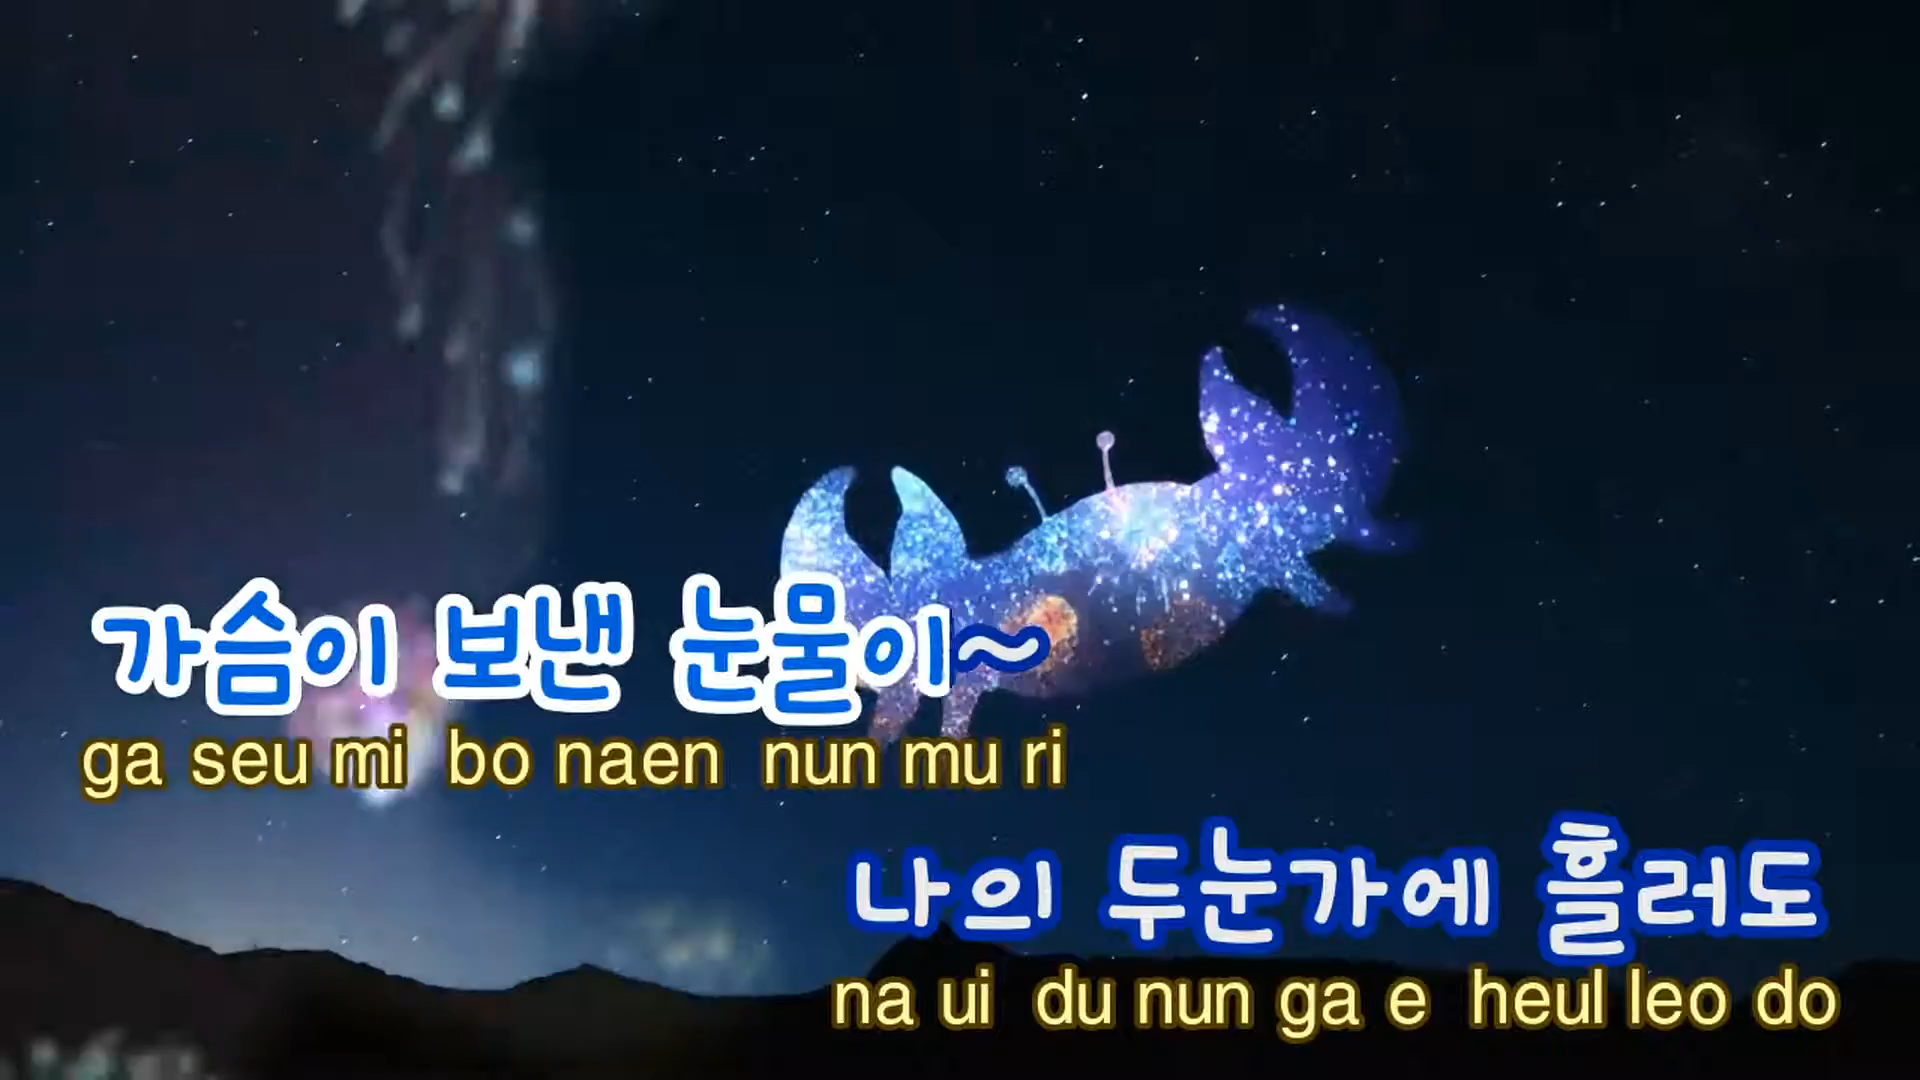 가슴이 보낸 눈물이~
ga seu mi bo naen nun mu ri
나의 두눈가에 흘러도
na ui du nun ga e heul leo do